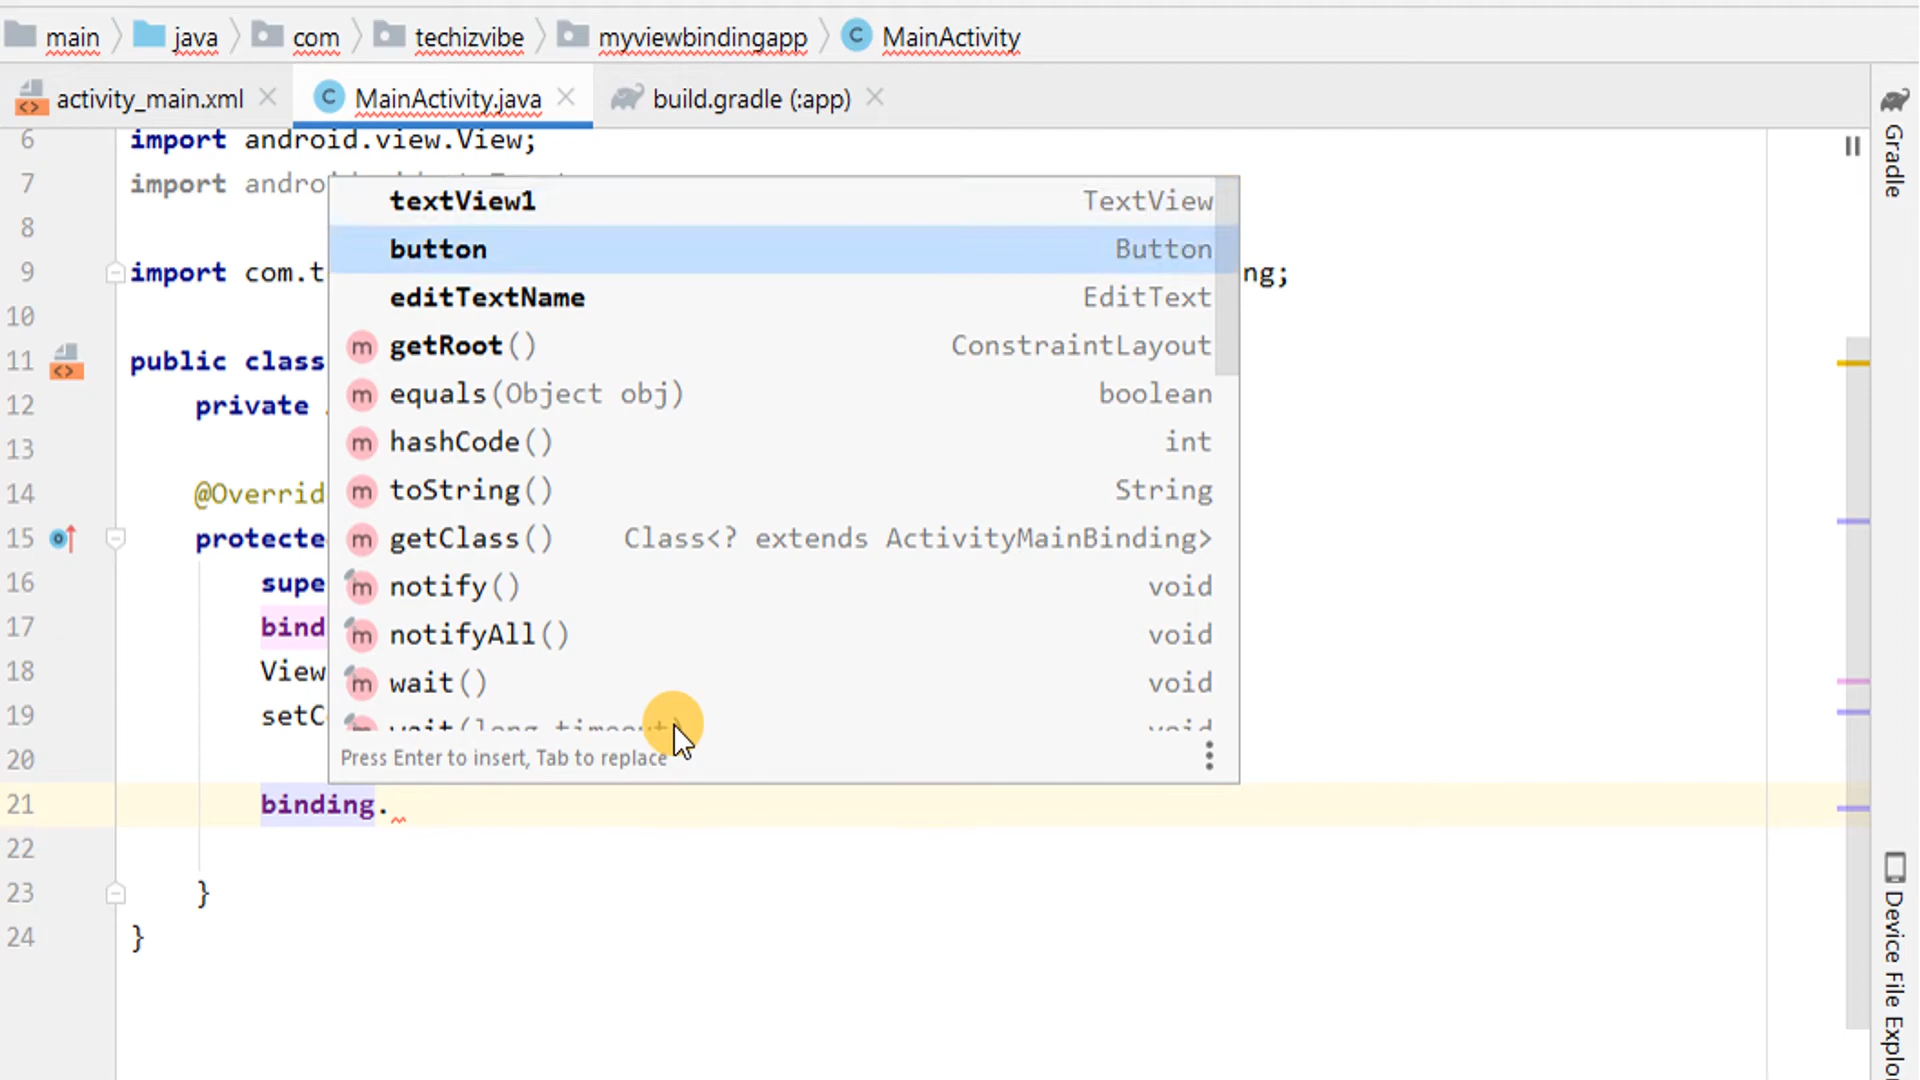 main java com techizvibe myviewbindingapp C MainActivity
activity_main.xml C MainActivity.java build.gradle (:app)
6 import android.view.View;
7 import andro
8
9 import com.t ng;
10
11 public class
12 private
13
14 @Overrid
15 protecte
16 supe
17 bind
18 View
19 setC
20
21 binding.
22
23 }
24 }
textView1 TextView
button Button
editTextName EditText
m getRoot() ConstraintLayout
m equals(Object obj) boolean
m hashCode() int
m toString() String
m getClass() Class<? extends ActivityMainBinding>
m notify() void
m notifyAll() void
m wait() void
m wait(long timeout) void
Press Enter to insert, Tab to replace
Gradle
Device File Explo